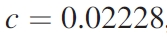 c = 0.02228.